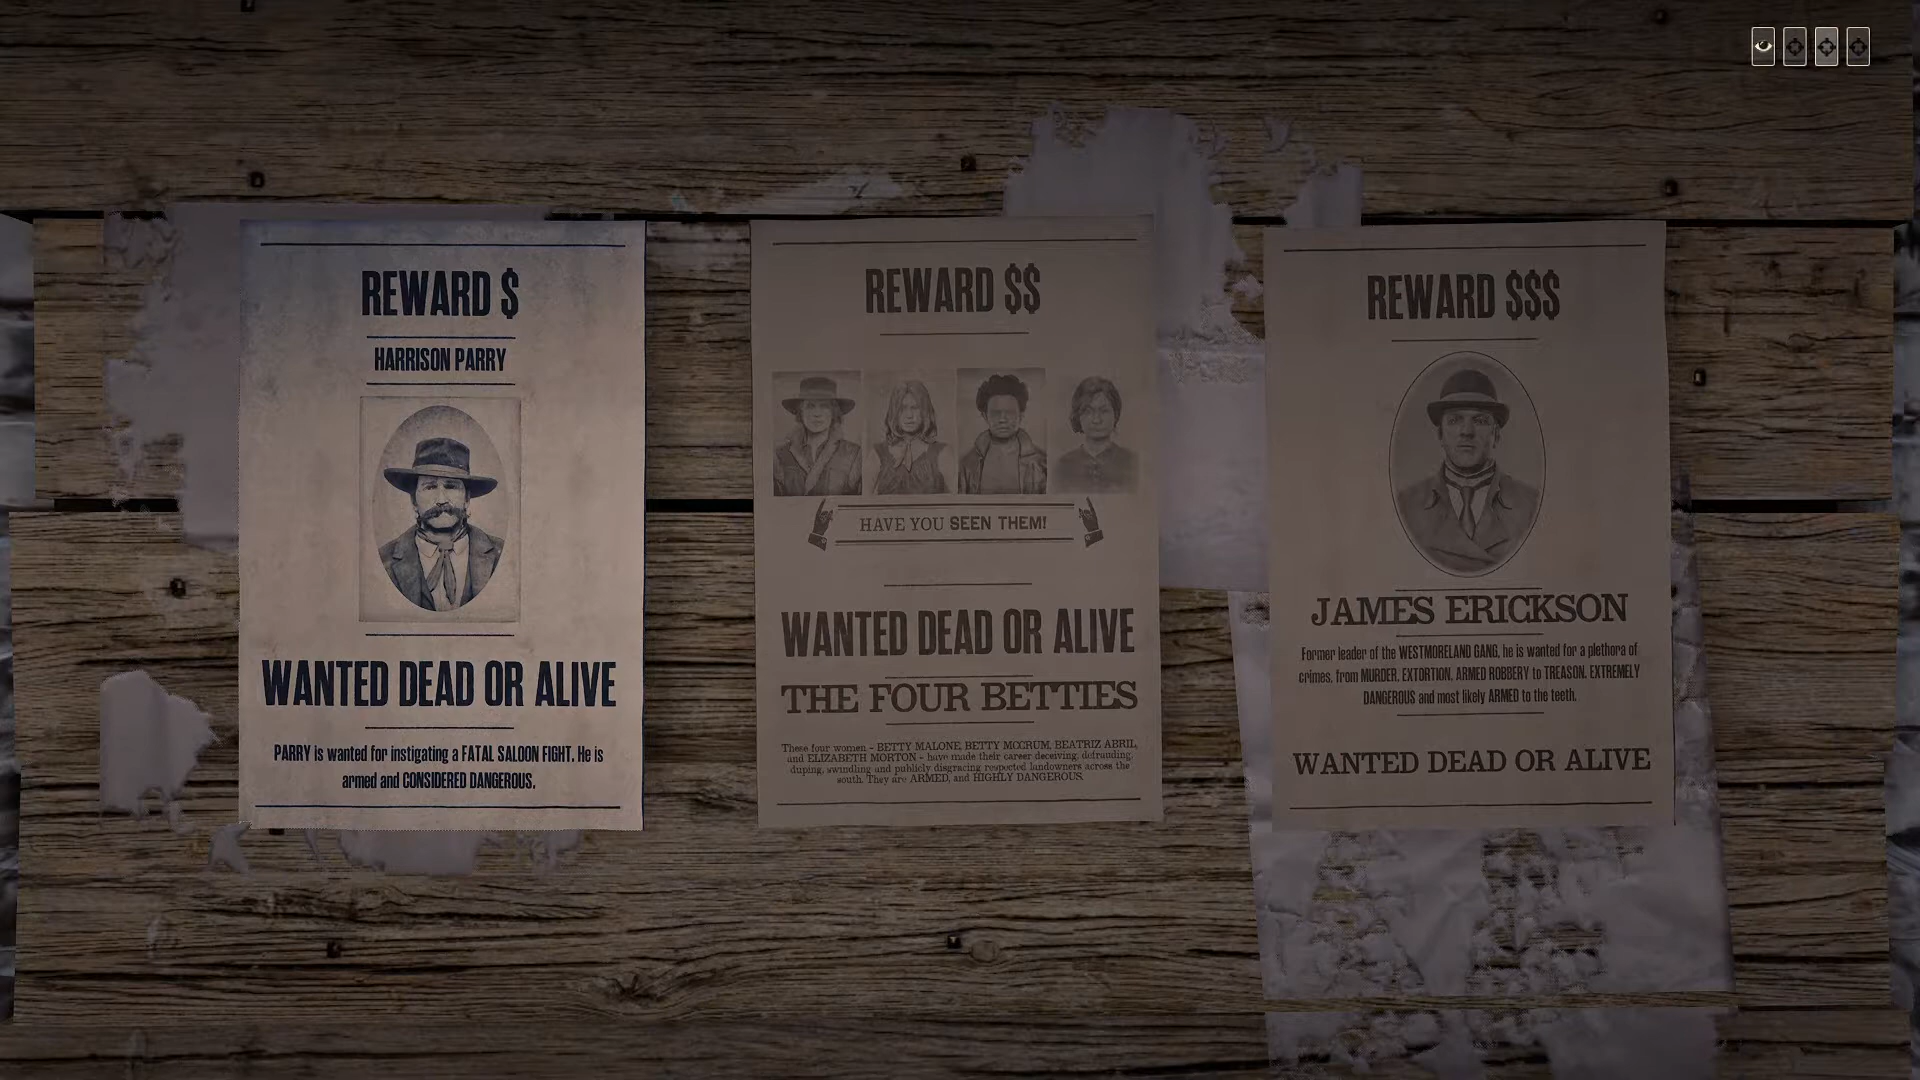 REWARD $
HARRISON PARRY
WANTED DEAD OR ALIVE
PARRY is wanted for instigating a FATAL SALOON FIGHT. He is
armed and CONSIDERED DANGEROUS.
REWARD $$
HAVE YOU SEEN THEM!
WANTED DEAD OR ALIVE
THE FOUR BETTIES
These four women - BETTY MALONE, BETTY MCCRUM, BEATRIZ ABRIL,
and ELIZABETH MORTON - have made their career deceiving, defrauding,
duping, swindling and publicly disgracing respected landowners across the
south. They are ARMED, and HIGHLY DANGEROUS.
REWARD $$$
JAMES ERICKSON
Former leader of the WESTMORELAND GANG, he is wanted for a plethora of
crimes, from MURDER, EXTORTION, ARMED ROBBERY to TREASON. EXTREMELY
DANGEROUS and most likely ARMED to the teeth.
WANTED DEAD OR ALIVE